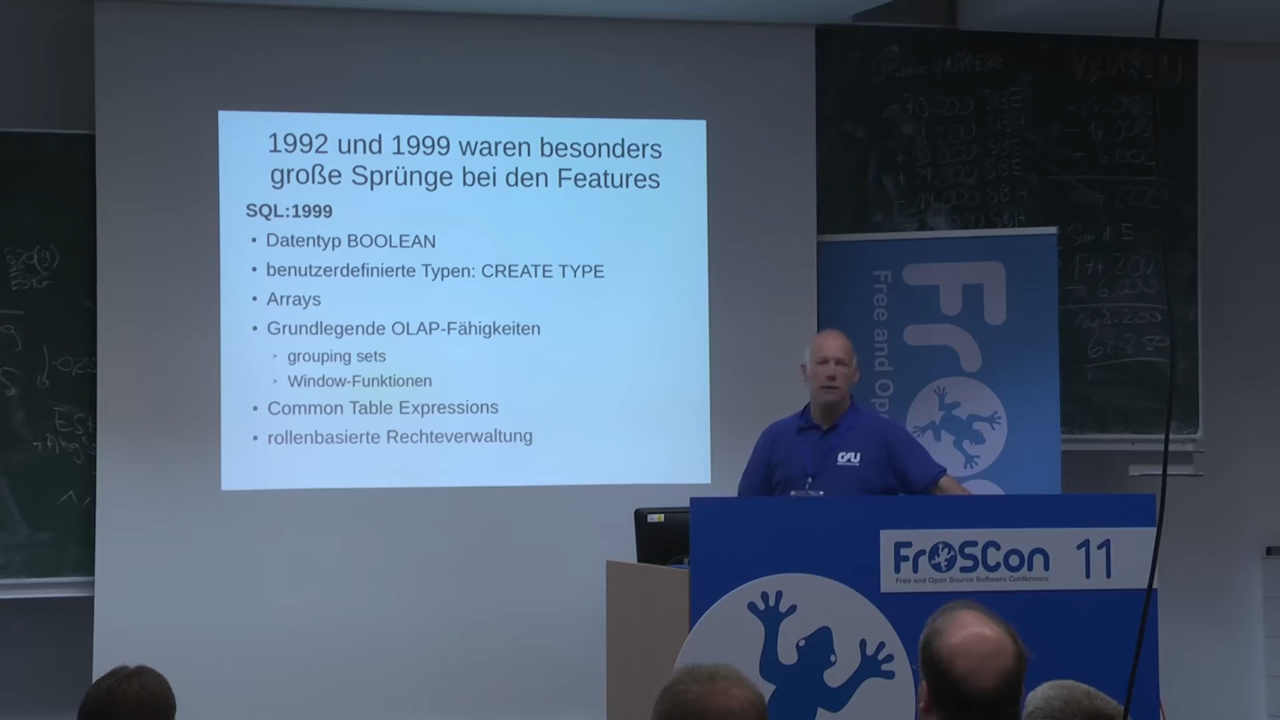 1992 und 1999 waren besonders
große Sprünge bei den Features
SQL:1999
• Datentyp BOOLEAN
• benutzerdefinierte Typen: CREATE TYPE
• Arrays
• Grundlegende OLAP-Fähigkeiten
grouping sets
Window-Funktionen
• Common Table Expressions
• rollenbasierte Rechteverwaltung
Free and Op
GFU
FrOSCon 11
Free and Open Source Software Conference